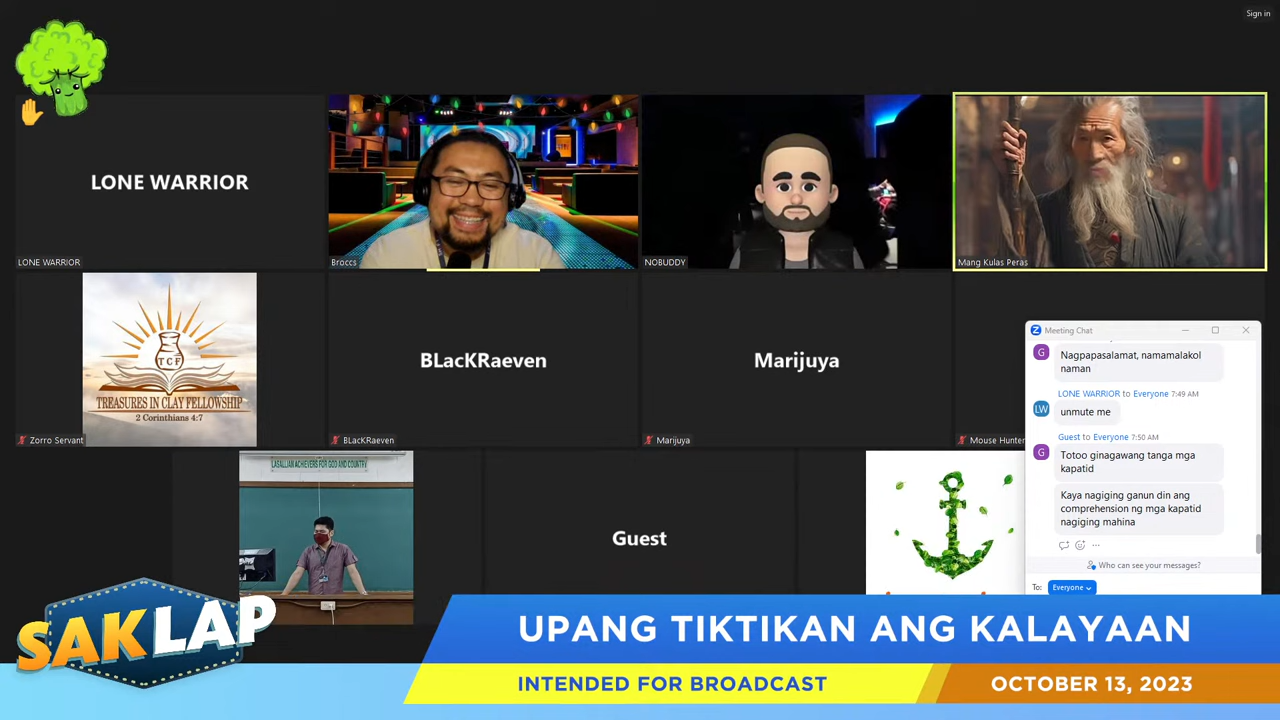 Sign in
LONE WARRIOR
LONE WARRIOR
Broccs
NOBUDDY
Mang Kulas Peras
TCF
TREASURES IN CLAY FELLOWSHIP
2 Corinthians 4:7
Zorro Servant
BLacKRaeven
BLacKRaeven
Marijuya
Marijuya
Mouse Hunter
LASALLIAN ACHIEVERS FOR GOD AND COUNTRY
Guest
Meeting Chat
G
Nagpapasalamat, namamalakol
naman
LONE WARRIOR to Everyone 7:49 AM
LW
unmute me
Guest to Everyone 7:50 AM
G
Totoo ginagawang tanga mga
kapatid
Kaya nagiging ganun din ang
comprehension ng mga kapatid
nagiging mahina
Who can see your messages?
To: Everyone
SAKLAP
UPANG TIKTIKAN ANG KALAYAAN
INTENDED FOR BROADCAST
OCTOBER 13, 2023